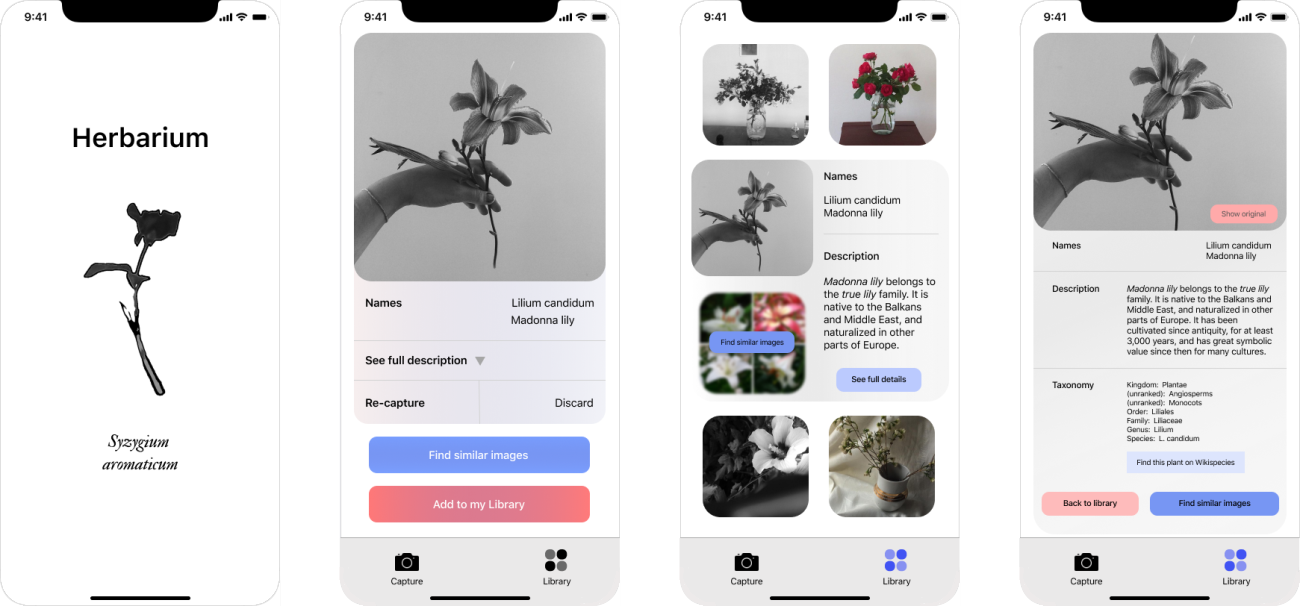 9:41
Herbarium
Syzygium
aromaticum
9:41
Names
Lilium candidum
Madonna lily
See full description
Re-capture
Discard
Find similar images
Add to my Library
Capture
Library
9:41
Names
Lilium candidum
Madonna lily
Description
Madonna lily belongs to
the true lily family. It is
native to the Balkans
and Middle East, and
naturalized in other
parts of Europe.
Find similar images
See full details
Capture
Library
9:41
Show original
Names
Lilium candidum
Madonna lily
Description
Madonna lily belongs to the true lily
family. It is native to the Balkans and
Middle East, and naturalized in other
parts of Europe. It has been
cultivated since antiquity, for at least
3,000 years, and has great symbolic
value since then for many cultures.
Taxonomy
Kingdom: Plantae
(unranked): Angiosperms
(unranked): Monocots
Order: Liliales
Family: Liliaceae
Genus: Lilium
Species: L. candidum
Find this plant on Wikispecies
Back to library
Find similar images
Capture
Library